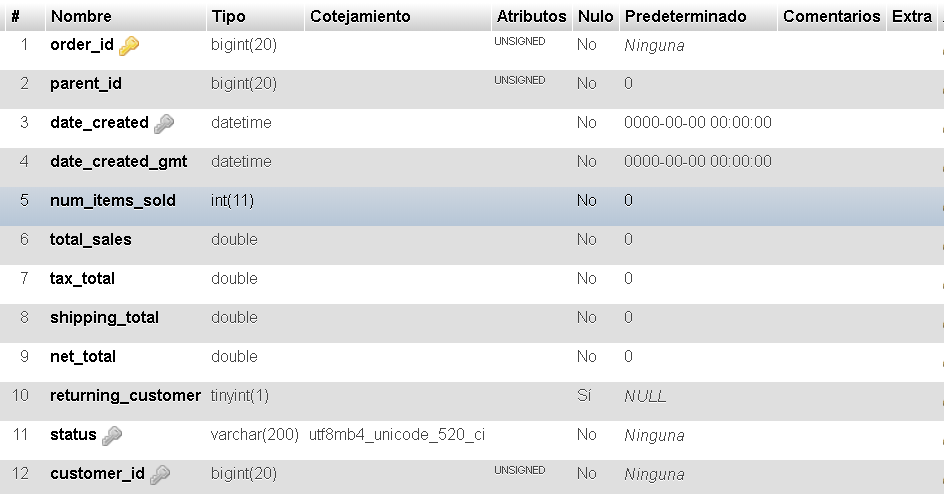 # Nombre Tipo Cotejamiento Atributos Nulo Predeterminado Comentarios Extra
1 order_id bigint(20) UNSIGNED No Ninguna
2 parent_id bigint(20) UNSIGNED No 0
3 date_created datetime No 0000-00-00 00:00:00
4 date_created_gmt datetime No 0000-00-00 00:00:00
5 num_items_sold int(11) No 0
6 total_sales double No 0
7 tax_total double No 0
8 shipping_total double No 0
9 net_total double No 0
10 returning_customer tinyint(1) Sí NULL
11 status varchar(200) utf8mb4_unicode_520_ci No Ninguna
12 customer_id bigint(20) UNSIGNED No Ninguna